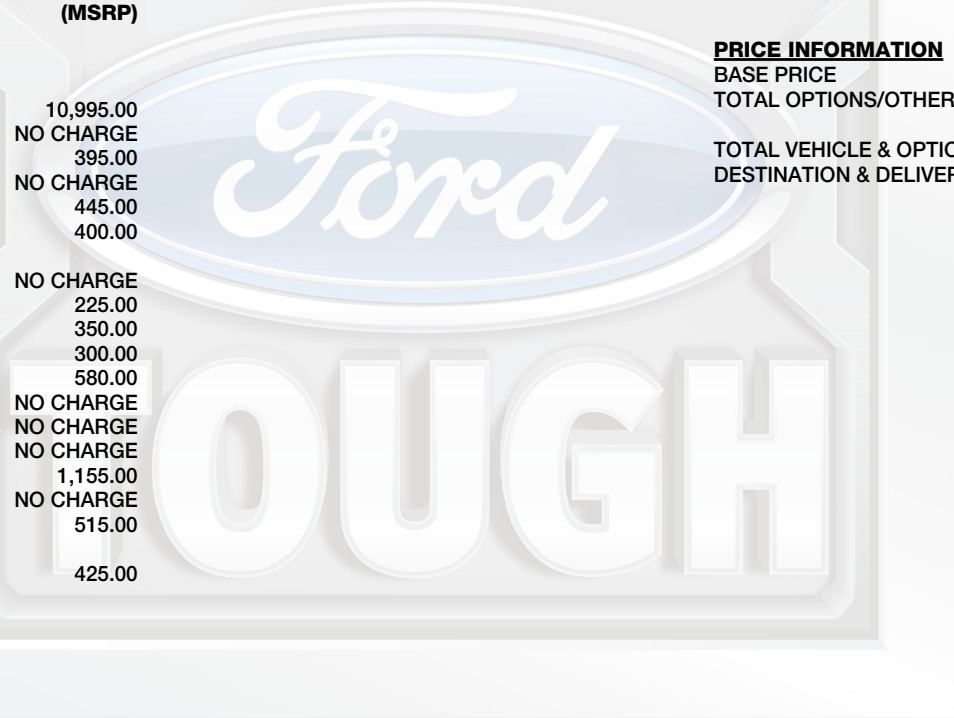 (MSRP)
10,995.00
NO CHARGE
395.00
NO CHARGE
445.00
400.00
NO CHARGE
225.00
350.00
300.00
580.00
NO CHARGE
NO CHARGE
NO CHARGE
1,155.00
NO CHARGE
515.00
425.00
PRICE INFORMATION
BASE PRICE
TOTAL OPTIONS/OTHER
TOTAL VEHICLE & OPTIO
DESTINATION & DELIVER
Ford
TOUGH